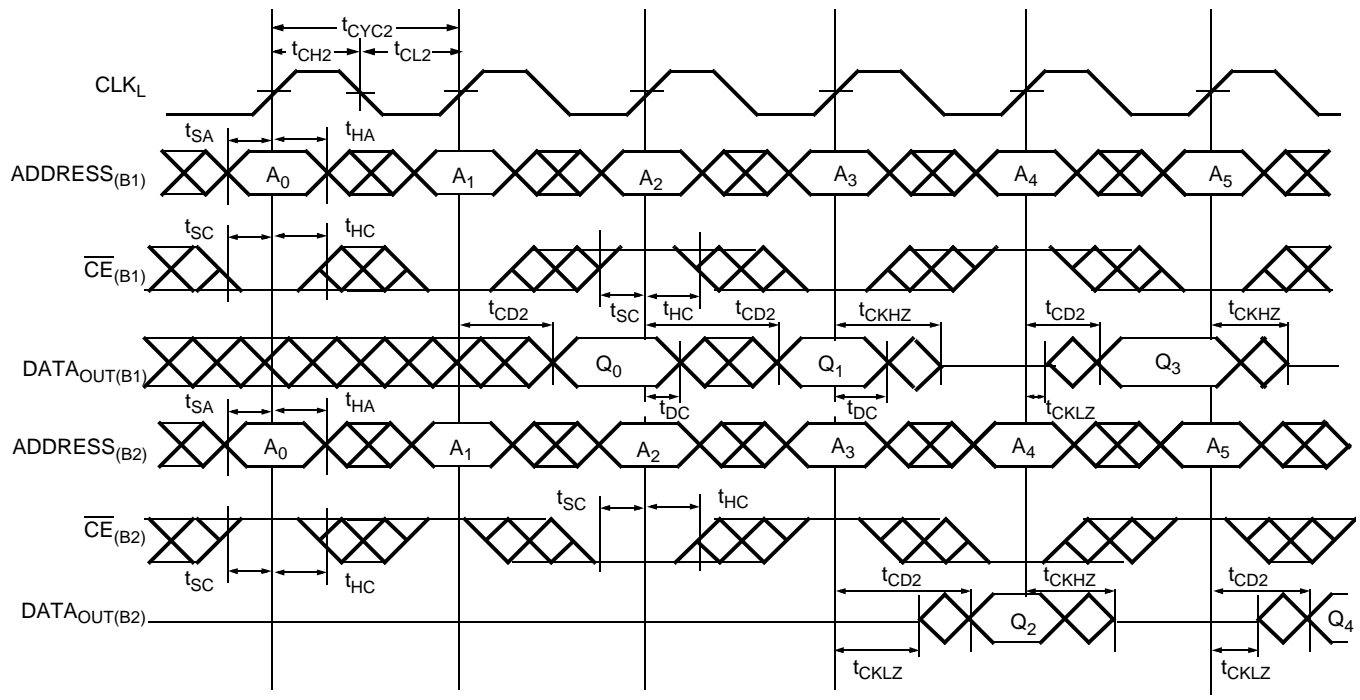 tCYC2
tCH2 tCL2
CLKL
tSA tHA
ADDRESS(B1) A0 A1 A2 A3 A4 A5
tSC tHC
CE(B1)
tCD2 tSC tHC tCD2 tCKHZ tCD2 tCKHZ
DATAOUT(B1) Q0 Q1 Q3
tSA tHA tDC tDC tCKLZ
ADDRESS(B2) A0 A1 A2 A3 A4 A5
tSC tHC
CE(B2)
tSC tHC tCD2 tCKHZ tCD2
DATAOUT(B2) Q2 Q4
tCKLZ tCKLZ